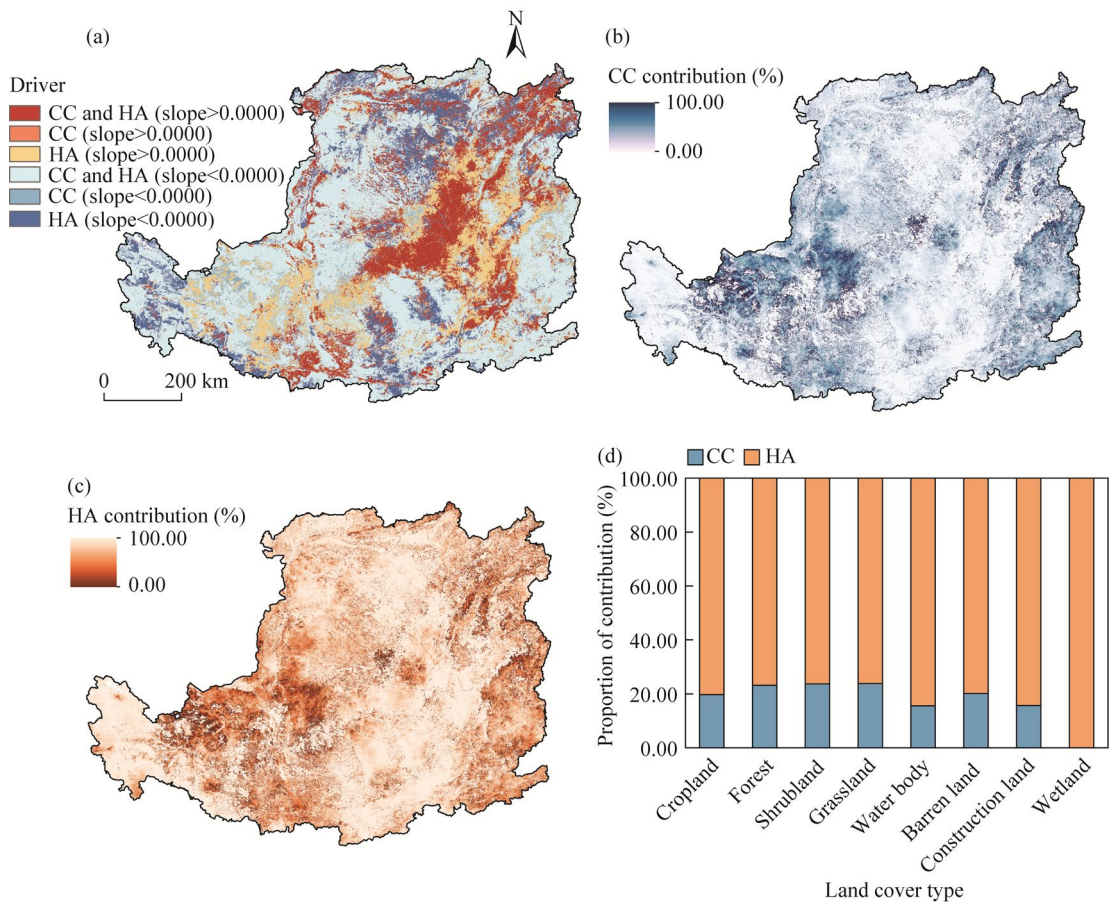 (a)
N
Driver
CC and HA (slope>0.0000)
CC (slope>0.0000)
HA (slope>0.0000)
CC and HA (slope<0.0000)
CC (slope<0.0000)
HA (slope<0.0000)
0 200 km
(b)
CC contribution (%)
100.00
0.00
(c)
HA contribution (%)
100.00
0.00
(d)
CC HA
Proportion of contribution (%)
100.00
80.00
60.00
40.00
20.00
0.00
Cropland
Forest
Shrubland
Grassland
Water body
Barren land
Construction land
Wetland
Land cover type